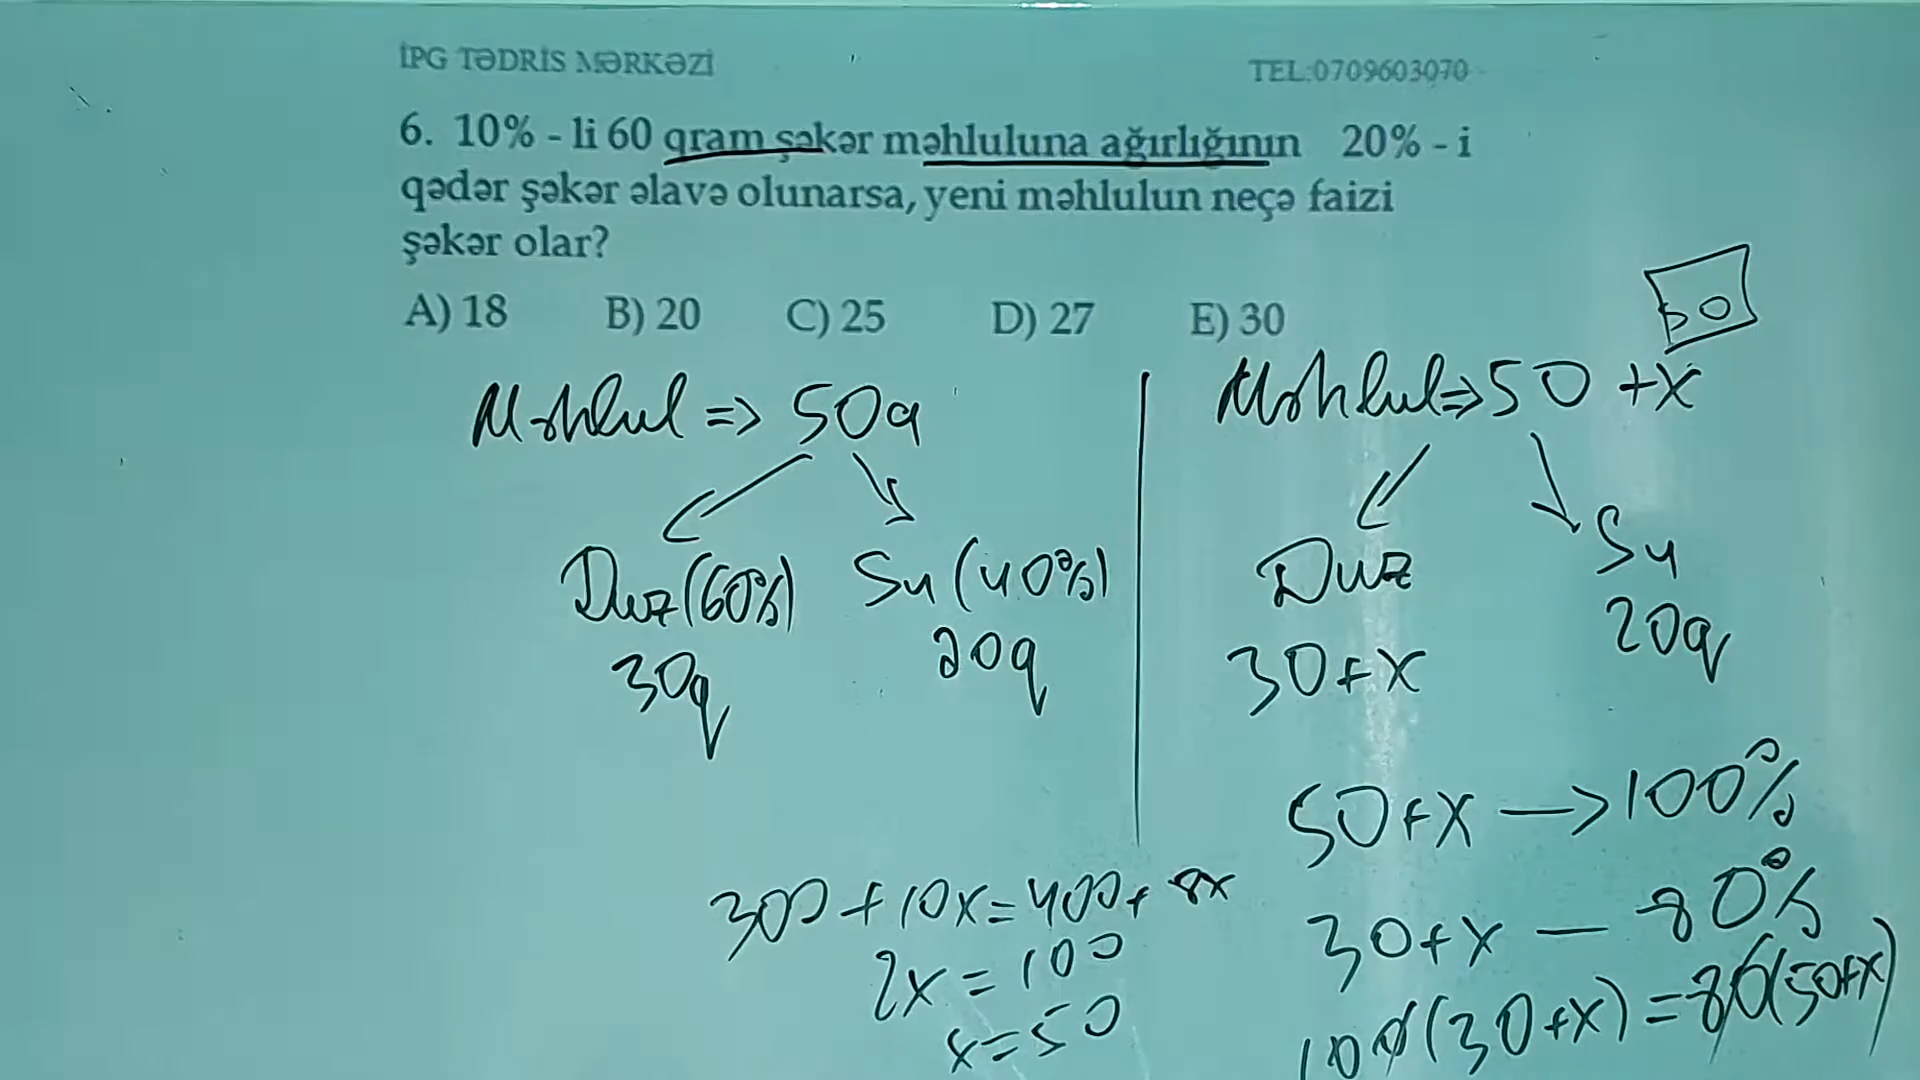 İPG TƏDRİS MƏRKƏZİ TEL:0709603070
6. 10% - li 60 qram şəkər məhluluna ağırlığının 20% - i
qədər şəkər əlavə olunarsa, yeni məhlulun neçə faizi
şəkər olar?
A) 18 B) 20 C) 25 D) 27 E) 30
50
Məhlul => 50q
Duz (60%) Su (40%)
30q 20q
Məhlul => 50 + x
Duz Su
30+x 20q
50+x —> 100%
30+x — 80%
100(30+x) = 80(50+x)
300 + 10x = 400 + 8x
2x = 100
x = 50